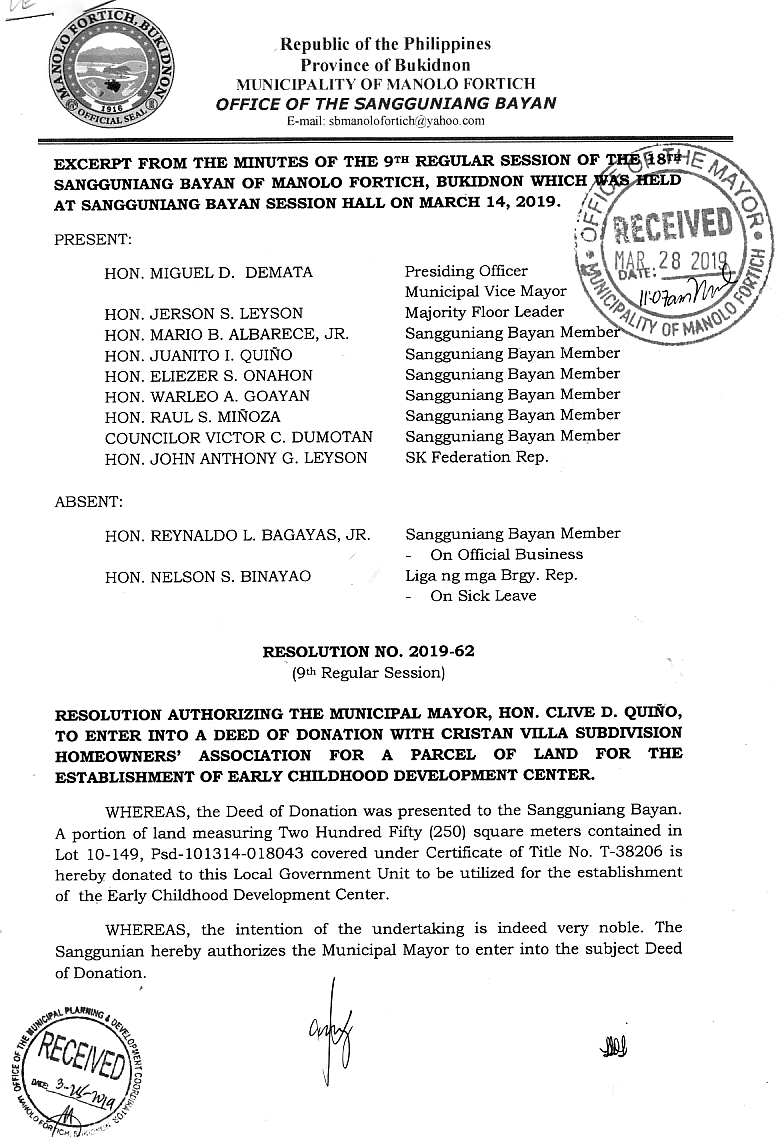 MANOLO FORTICH, BUKIDNON
1916
OFFICIAL SEAL
Republic of the Philippines
Province of Bukidnon
MUNICIPALITY OF MANOLO FORTICH
OFFICE OF THE SANGGUNIANG BAYAN
E-mail: sbmanolofortich@yahoo.com
EXCERPT FROM THE MINUTES OF THE 9TH REGULAR SESSION OF THE 18TH
SANGGUNIANG BAYAN OF MANOLO FORTICH, BUKIDNON WHICH WAS HELD
AT SANGGUNIANG BAYAN SESSION HALL ON MARCH 14, 2019.
OFFICE OF THE MAYOR
RECEIVED
MAR 28 2019
DATE:
11:07am
MUNICIPALITY OF MANOLO FORTICH
PRESENT:
HON. MIGUEL D. DEMATA Presiding Officer
Municipal Vice Mayor
HON. JERSON S. LEYSON Majority Floor Leader
HON. MARIO B. ALBARECE, JR. Sangguniang Bayan Member
HON. JUANITO I. QUIÑO Sangguniang Bayan Member
HON. ELIEZER S. ONAHON Sangguniang Bayan Member
HON. WARLEO A. GOAYAN Sangguniang Bayan Member
HON. RAUL S. MIÑOZA Sangguniang Bayan Member
COUNCILOR VICTOR C. DUMOTAN Sangguniang Bayan Member
HON. JOHN ANTHONY G. LEYSON SK Federation Rep.
ABSENT:
HON. REYNALDO L. BAGAYAS, JR. Sangguniang Bayan Member
- On Official Business
HON. NELSON S. BINAYAO Liga ng mga Brgy. Rep.
- On Sick Leave
RESOLUTION NO. 2019-62
(9th Regular Session)
RESOLUTION AUTHORIZING THE MUNICIPAL MAYOR, HON. CLIVE D. QUIÑO,
TO ENTER INTO A DEED OF DONATION WITH CRISTAN VILLA SUBDIVISION
HOMEOWNERS' ASSOCIATION FOR A PARCEL OF LAND FOR THE
ESTABLISHMENT OF EARLY CHILDHOOD DEVELOPMENT CENTER.
WHEREAS, the Deed of Donation was presented to the Sangguniang Bayan.
A portion of land measuring Two Hundred Fifty (250) square meters contained in
Lot 10-149, Psd-101314-018043 covered under Certificate of Title No. T-38206 is
hereby donated to this Local Government Unit to be utilized for the establishment
of the Early Childhood Development Center.
WHEREAS, the intention of the undertaking is indeed very noble. The
Sanggunian hereby authorizes the Municipal Mayor to enter into the subject Deed
of Donation.
OFFICE OF THE MUNICIPAL PLANNING & DEVELOPMENT COORDINATOR
RECEIVED
DATE:
MANOLO FORTICH, BUKIDNON